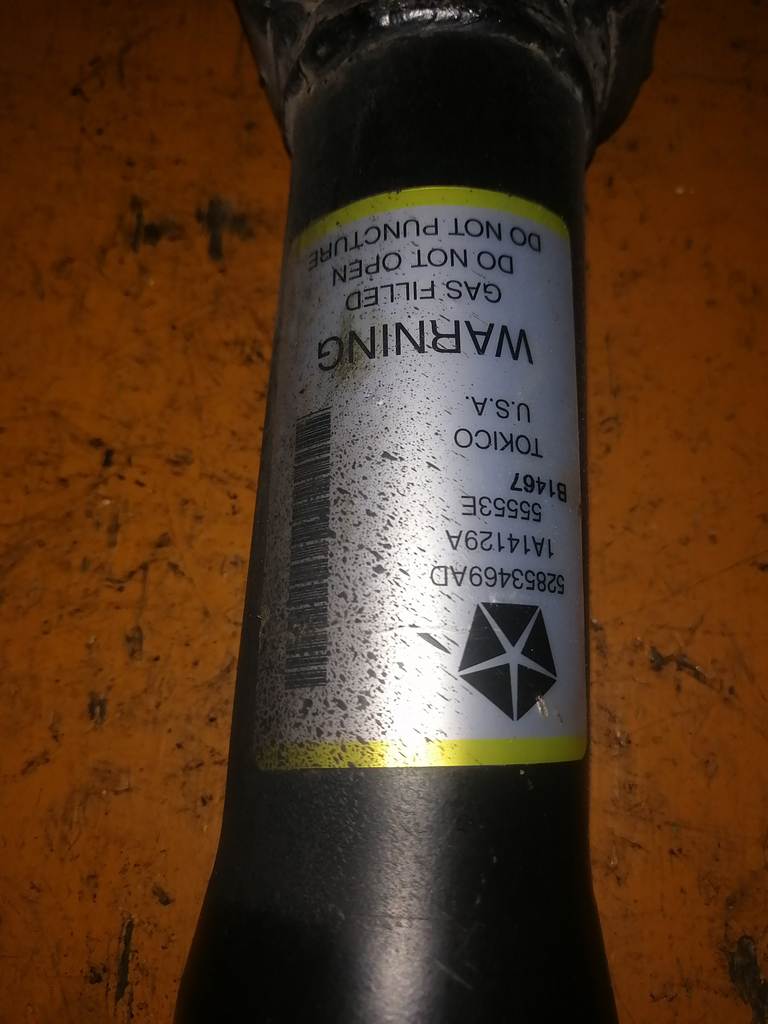 52853469AD
1A14129A
55553E
B1467
TOKICO
U.S.A.
WARNING
GAS FILLED
DO NOT OPEN
DO NOT PUNCTURE